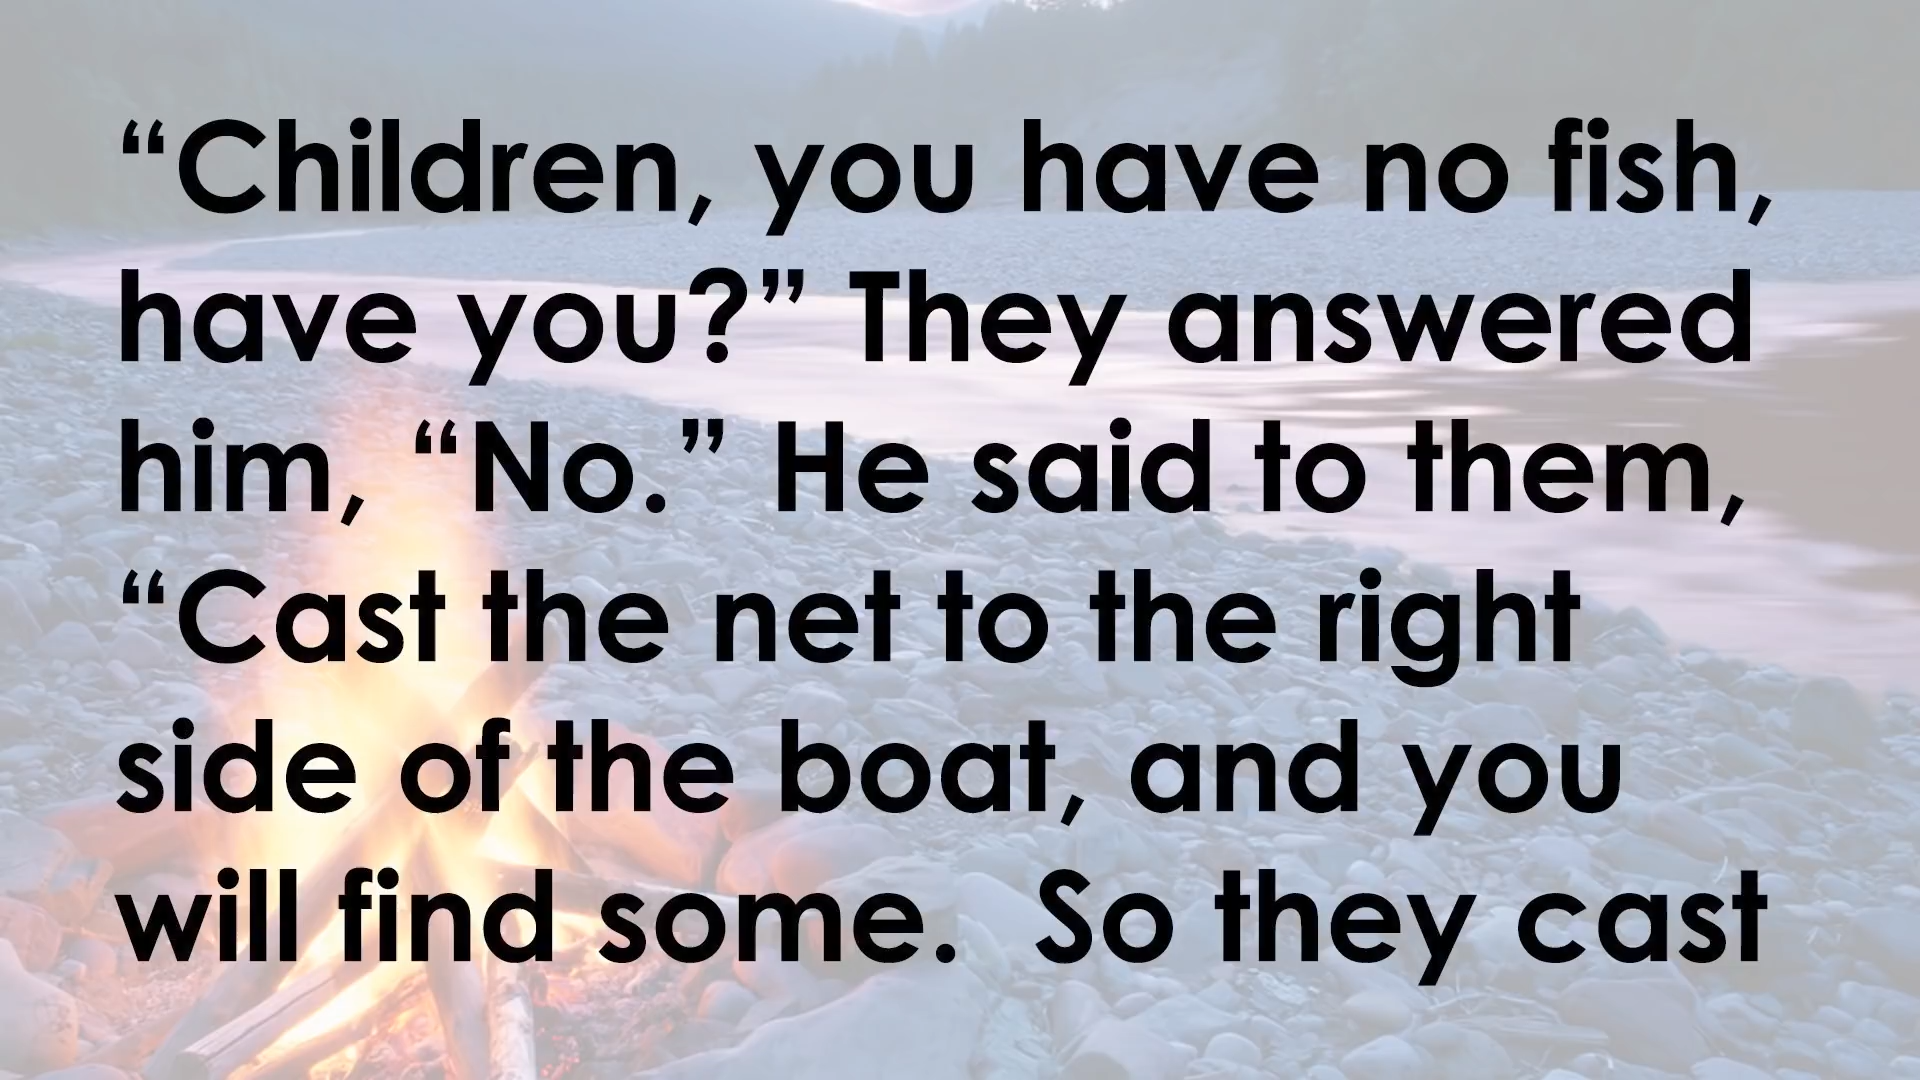 “Children, you have no fish,
have you?” They answered
him, “No.” He said to them,
“Cast the net to the right
side of the boat, and you
will find some.  So they cast